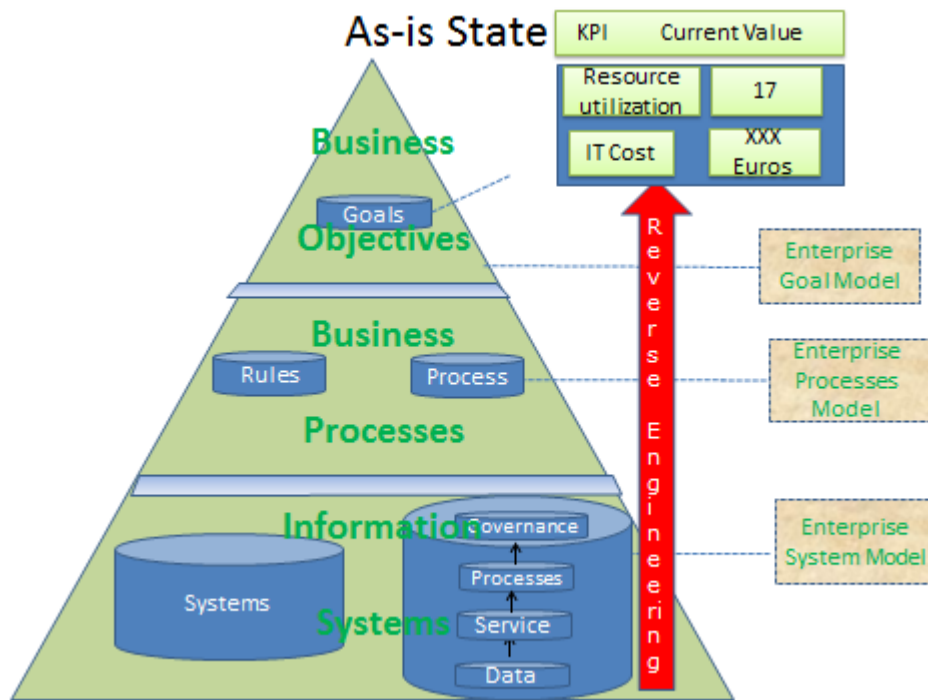 As-is State
KPI Current Value
Resource
utilization
17
IT Cost
XXX
Euros
Business
Goals
Objectives
Enterprise
Goal Model
Business
Rules
Process
Processes
Enterprise
Processes
Model
Information
Governance
Systems
Processes
Systems
Service
Data
Enterprise
System Model
Reverse Engineering